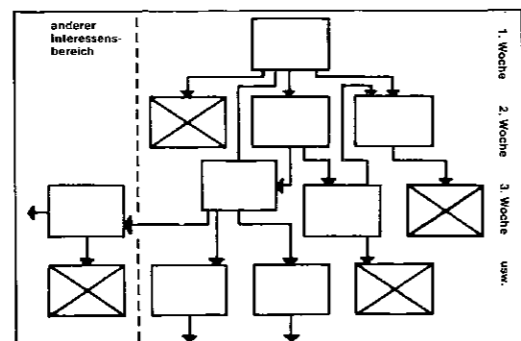 anderer
Interessens-
bereich
1. Woche
2. Woche
3. Woche
usw.